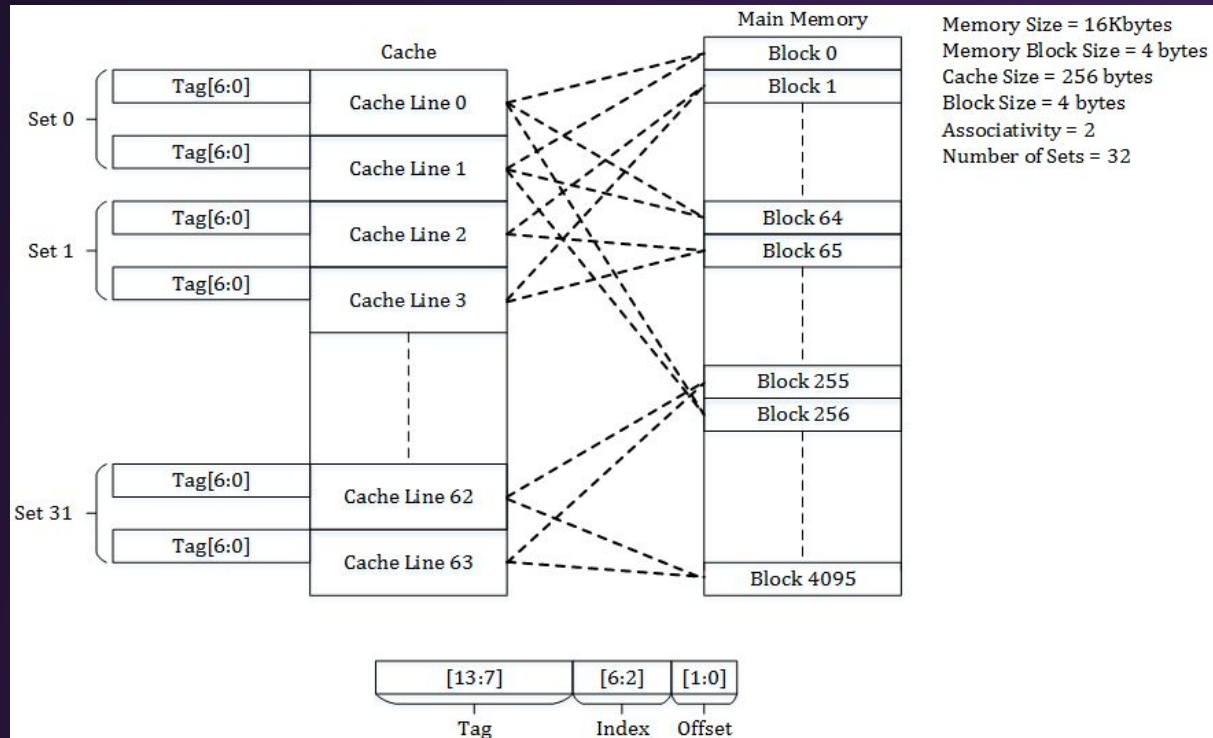 Main Memory
Memory Size = 16Kbytes
Memory Block Size = 4 bytes
Cache Size = 256 bytes
Block Size = 4 bytes
Associativity = 2
Number of Sets = 32
Cache
Set 0
Tag[6:0]
Cache Line 0
Tag[6:0]
Cache Line 1
Set 1
Tag[6:0]
Cache Line 2
Tag[6:0]
Cache Line 3
Set 31
Tag[6:0]
Cache Line 62
Tag[6:0]
Cache Line 63
Block 0
Block 1
Block 64
Block 65
Block 255
Block 256
Block 4095
[13:7] [6:2] [1:0]
Tag Index Offset